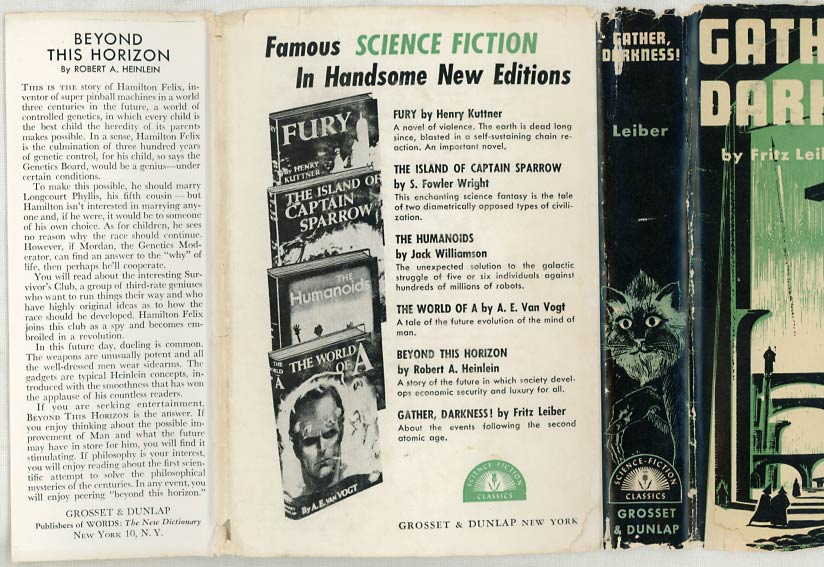 BEYOND
THIS HORIZON
By ROBERT A. HEINLEIN
THIS IS THE story of Hamilton Felix, in-
ventor of super pinball machines in a world
three centuries in the future, a world of
controlled genetics, in which every child is
the best child the heredity of its parents
makes possible. In a sense, Hamilton Felix
is the culmination of three hundred years
of genetic control, for his child, so says the
Genetics Board, would be a genius—under
certain conditions.
To make this possible, he should marry
Longcourt Phyllis, his fifth cousin—but
Hamilton isn't interested in marrying any-
one and, if he were, it would be to someone
of his own choice. As for children, he sees
no reason why the race should continue.
However, if Mordan, the Genetics Mod-
erator, can find an answer to the "why" of
life, then perhaps he'll cooperate.
You will read about the interesting Sur-
vivor's Club, a group of third-rate geniuses
who want to run things their way and who
have highly original ideas as to how the
race should be developed. Hamilton Felix
joins this club as a spy and becomes em-
broiled in a revolution.
In this future day, dueling is common.
The weapons are unusually potent and all
the well-dressed men wear sidearms. The
gadgets are typical Heinlein concepts, in-
troduced with the smoothness that has won
the applause of his countless readers.
If you are seeking entertainment,
BEYOND THIS HORIZON is the answer. If
you enjoy thinking about the possible im-
provement of Man and what the future
may have in store for him, you will find it
stimulating. If philosophy is your interest,
you will enjoy reading about the first scien-
tific attempt to solve the philosophical
mysteries of the centuries. In any event, you
will enjoy peering "beyond this horizon."
GROSSET & DUNLAP
Publishers of WORDS: The New Dictionary
NEW YORK 10, N. Y.
Famous SCIENCE FICTION
In Handsome New Editions
FURY
By HENRY
KUTTNER
THE ISLAND OF
CAPTAIN
SPARROW
THE
Humanoids
THE WORLD
OF A
THE
WORLD
OF
A
By A. E. VAN VOGT
FURY by Henry Kuttner
A novel of violence. The earth is dead long
since, blasted in a self-sustaining chain re-
action. An important novel.
THE ISLAND OF CAPTAIN SPARROW
by S. Fowler Wright
This enchanting science fantasy is the tale
of two diametrically opposed types of civili-
zation.
THE HUMANOIDS
by Jack Williamson
The unexpected solution to the galactic
struggle of five or six individuals against
hundreds of millions of robots.
THE WORLD OF A by A. E. Van Vogt
A tale of the future evolution of the mind of
man.
BEYOND THIS HORIZON
by Robert A. Heinlein
A story of the future in which society devel-
ops economic security and luxury for all.
GATHER, DARKNESS! by Fritz Leiber
About the events following the second
atomic age.
SCIENCE FICTION
CLASSICS
GROSSET & DUNLAP NEW YORK
GATHER,
DARKNESS!
Leiber
SCIENCE-FICTION
CLASSICS
GROSSET
& DUNLAP
GATH
DARK
by Fritz Leib